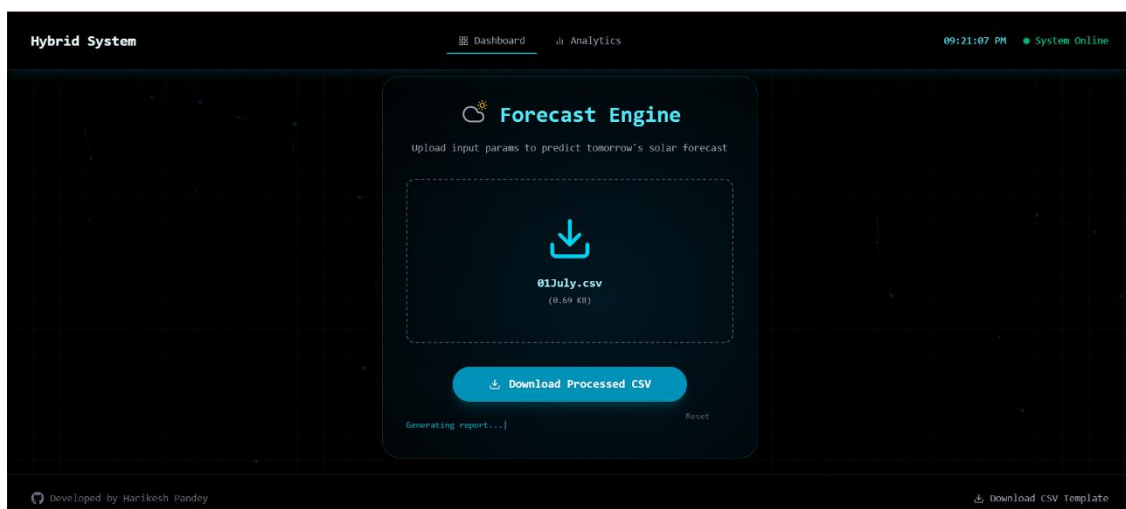 Hybrid System
Dashboard
Analytics
09:21:07 PM
System Online
Forecast Engine
Upload input params to predict tomorrow's solar forecast
01July.csv
(0.69 KB)
Download Processed CSV
Reset
Generating report...|
Developed by Harikesh Pandey
Download CSV Template